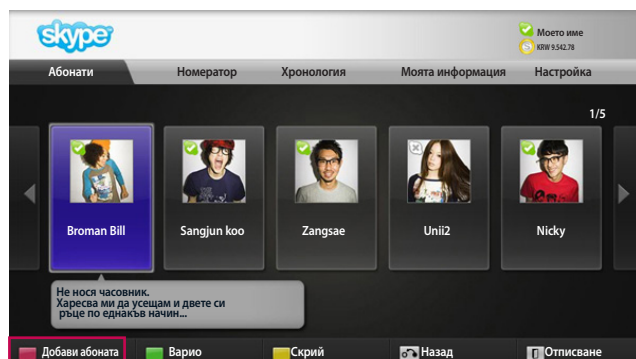 skype
Моето име
KRW 9.542.78
Абонати Номератор Хронология Моята информация Настройка
1/5
Broman Bill Sangjun koo Zangsae Unii2 Nicky
Не нося часовник.
Харесва ми да усещам и двете си
ръце по еднакъв начин...
Добави абоната Варио Скрий Назад Отписване